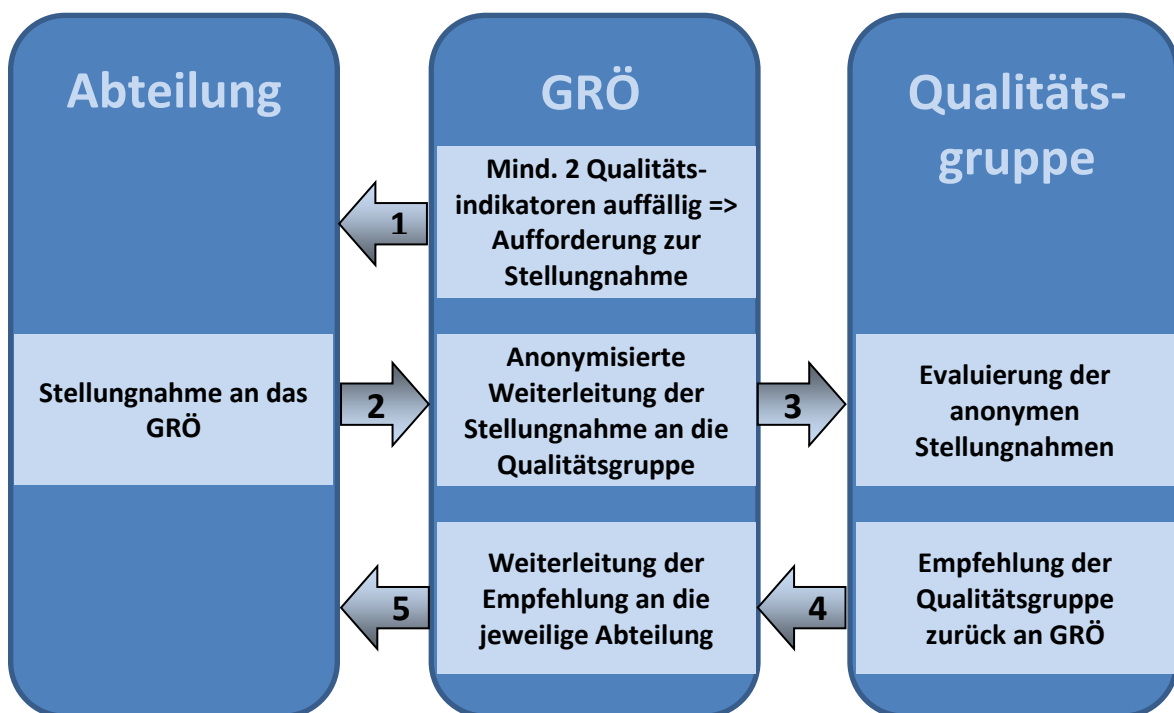 Abteilung
GRÖ
Qualitäts-
gruppe
Mind. 2 Qualitäts-
indikatoren auffällig =>
Aufforderung zur
Stellungnahme
1
Stellungnahme an das
GRÖ
2
Anonymisierte
Weiterleitung der
Stellungnahme an die
Qualitätsgruppe
3
Evaluierung der
anonymen
Stellungnahmen
Empfehlung der
Qualitätsgruppe
zurück an GRÖ
4
Weiterleitung der
Empfehlung an die
jeweilige Abteilung
5